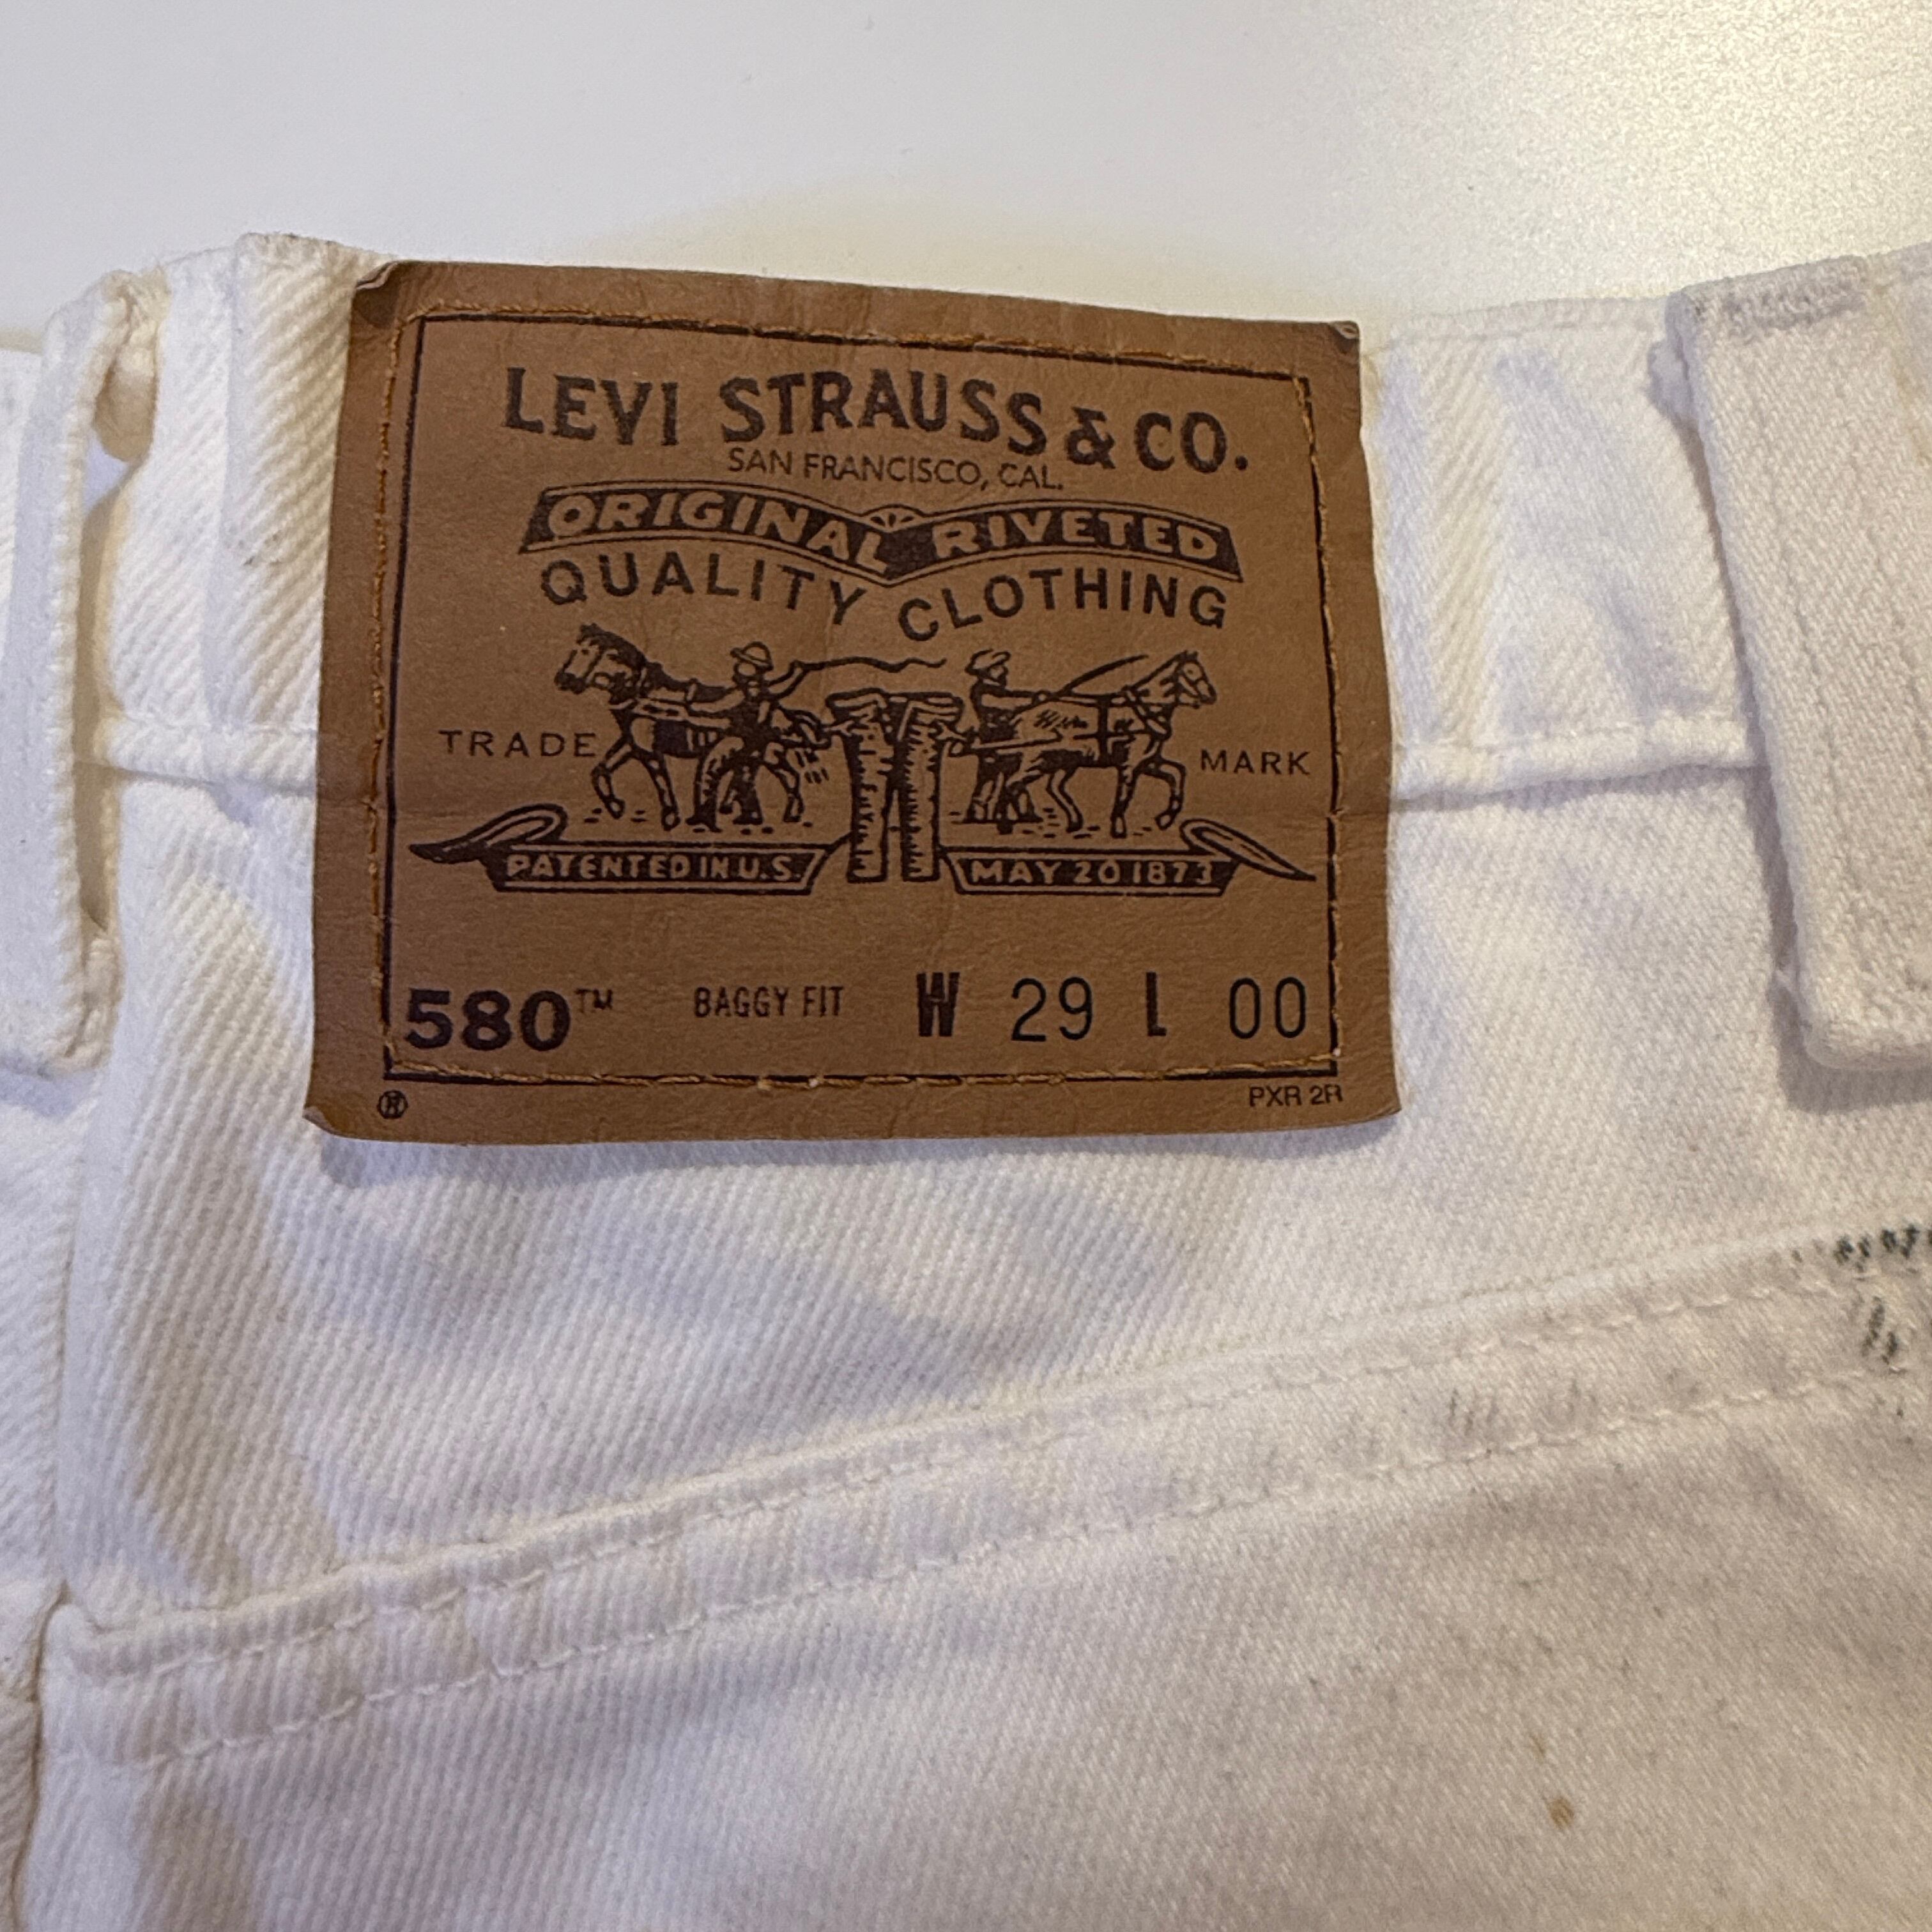 LEVI STRAUSS & CO.
SAN FRANCISCO, CAL.
ORIGINAL RIVETED
QUALITY CLOTHING
TRADE MARK
PATENTED IN U.S. MAY 20 1873
580™ BAGGY FIT W 29 L 00
® PXR 2R